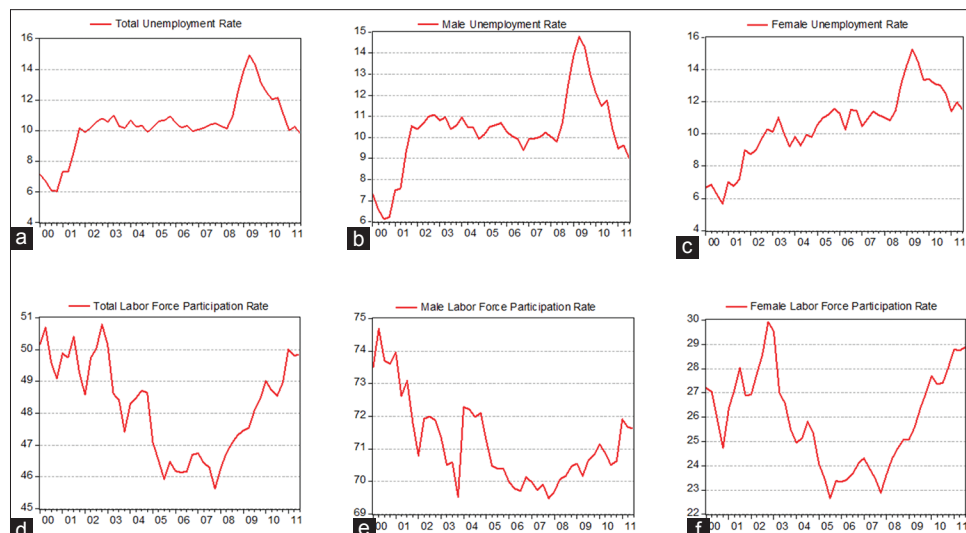 Total Unemployment Rate
16
14
12
10
8
6
4
00 01 02 03 04 05 06 07 08 09 10 11
a
Male Unemployment Rate
15
14
13
12
11
10
9
8
7
6
00 01 02 03 04 05 06 07 08 09 10 11
b
Female Unemployment Rate
16
14
12
10
8
6
4
00 01 02 03 04 05 06 07 08 09 10 11
c
Total Labor Force Participation Rate
51
50
49
48
47
46
45
00 01 02 03 04 05 06 07 08 09 10 11
d
Male Labor Force Participation Rate
75
74
73
72
71
70
69
00 01 02 03 04 05 06 07 08 09 10 11
e
Female Labor Force Participation Rate
30
29
28
27
26
25
24
23
22
00 01 02 03 04 05 06 07 08 09 10 11
f